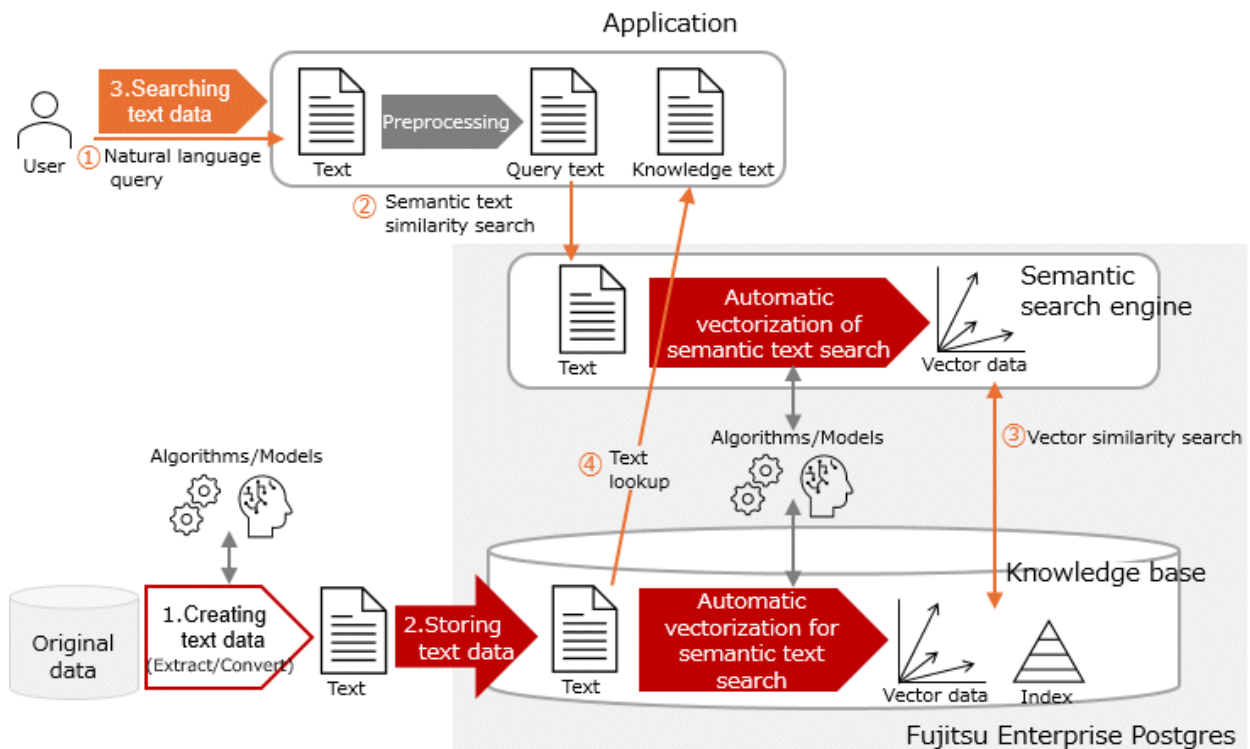 Application
3.Searching
text data
User
① Natural language
query
Text
Preprocessing
Query text
Knowledge text
② Semantic text
similarity search
Text
Automatic
vectorization of
semantic text search
Semantic
search engine
Vector data
Algorithms/Models
③ Vector similarity search
④ Text
lookup
Algorithms/Models
Original
data
1.Creating
text data
(Extract/Convert)
Text
2.Storing
text data
Text
Automatic
vectorization for
semantic text
search
Knowledge base
Vector data
Index
Fujitsu Enterprise Postgres